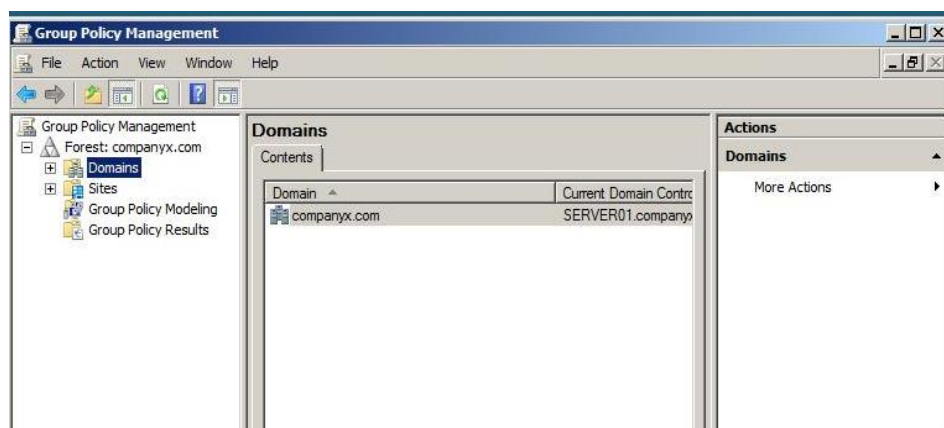 Group Policy Management
File Action View Window Help
Group Policy Management
Forest: companyx.com
Domains
Sites
Group Policy Modeling
Group Policy Results
Domains
Contents
Domain Current Domain Contro
companyx.com SERVER01.companyx
Actions
Domains
More Actions